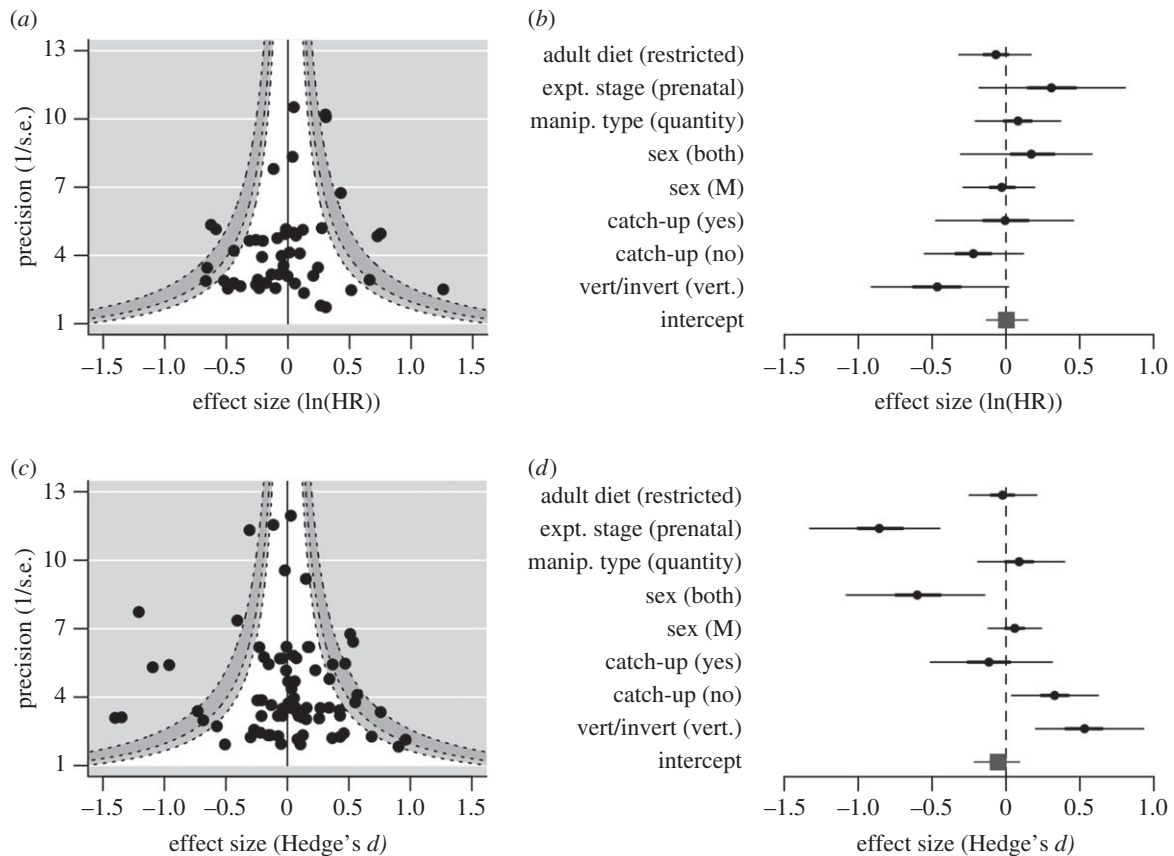 (a)
13
10
7
4
1
precision (1/s.e.)
–1.5 –1.0 –0.5 0 0.5 1.0 1.5
effect size (ln(HR))
(b)
adult diet (restricted)
expt. stage (prenatal)
manip. type (quantity)
sex (both)
sex (M)
catch-up (yes)
catch-up (no)
vert/invert (vert.)
intercept
–1.5 –1.0 –0.5 0 0.5 1.0
effect size (ln(HR))
(c)
13
10
7
4
1
precision (1/s.e.)
–1.5 –1.0 –0.5 0 0.5 1.0 1.5
effect size (Hedge's d)
(d)
adult diet (restricted)
expt. stage (prenatal)
manip. type (quantity)
sex (both)
sex (M)
catch-up (yes)
catch-up (no)
vert/invert (vert.)
intercept
–1.5 –1.0 –0.5 0 0.5 1.0
effect size (Hedge's d)